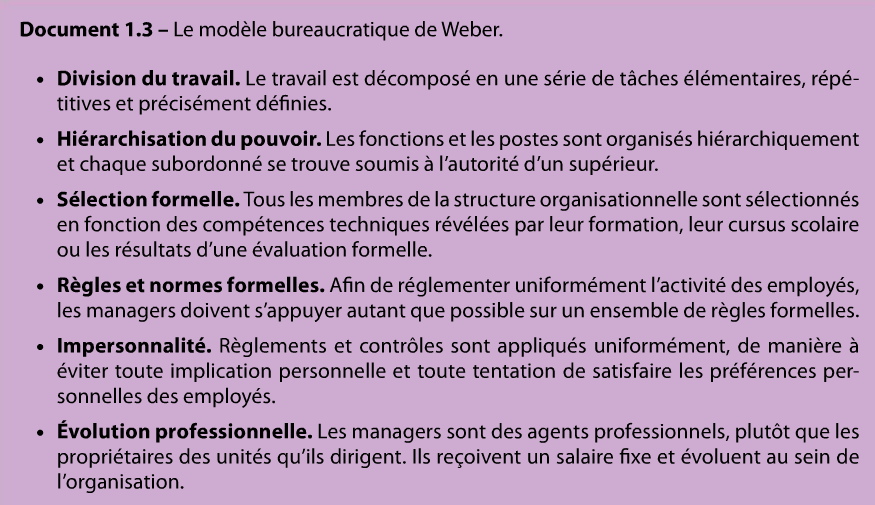 Document 1.3 – Le modèle bureaucratique de Weber.
• Division du travail. Le travail est décomposé en une série de tâches élémentaires, répé-
titives et précisément définies.
• Hiérarchisation du pouvoir. Les fonctions et les postes sont organisés hiérarchiquement
et chaque subordonné se trouve soumis à l’autorité d’un supérieur.
• Sélection formelle. Tous les membres de la structure organisationnelle sont sélectionnés
en fonction des compétences techniques révélées par leur formation, leur cursus scolaire
ou les résultats d’une évaluation formelle.
• Règles et normes formelles. Afin de réglementer uniformément l’activité des employés,
les managers doivent s’appuyer autant que possible sur un ensemble de règles formelles.
• Impersonnalité. Règlements et contrôles sont appliqués uniformément, de manière à
éviter toute implication personnelle et toute tentation de satisfaire les préférences per-
sonnelles des employés.
• Évolution professionnelle. Les managers sont des agents professionnels, plutôt que les
propriétaires des unités qu’ils dirigent. Ils reçoivent un salaire fixe et évoluent au sein de
l’organisation.